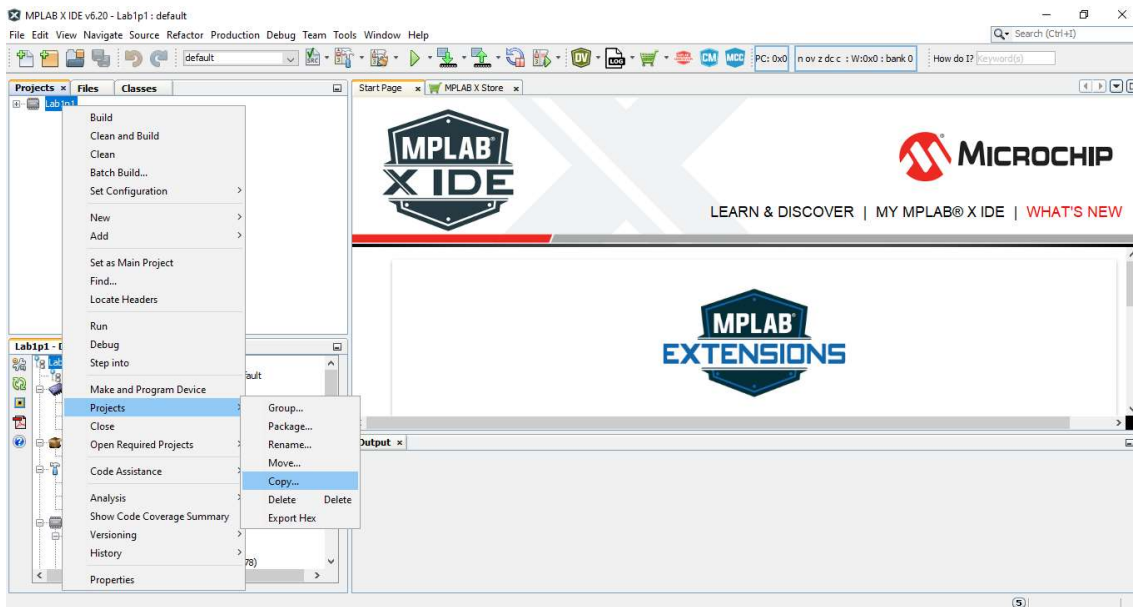 MPLAB X IDE v6.20 - Lab1p1 : default
File Edit View Navigate Source Refactor Production Debug Team Tools Window Help
Search (Ctrl+I)
default
PC: 0x0
n ov z dc c : W:0x0 : bank 0
How do I?
Keyword(s)
Projects
Files
Classes
Start Page
MPLAB X Store
Lab1p1
Build
Clean and Build
Clean
Batch Build...
Set Configuration
New
Add
Set as Main Project
Find...
Locate Headers
Run
Debug
Step into
Make and Program Device
Projects
Close
Open Required Projects
Code Assistance
Analysis
Show Code Coverage Summary
Versioning
History
Properties
Group...
Package...
Rename...
Move...
Copy...
Delete Delete
Export Hex
Lab1p1 -
MPLAB
X IDE
MICROCHIP
LEARN & DISCOVER | MY MPLAB® X IDE | WHAT'S NEW
MPLAB
EXTENSIONS
Output